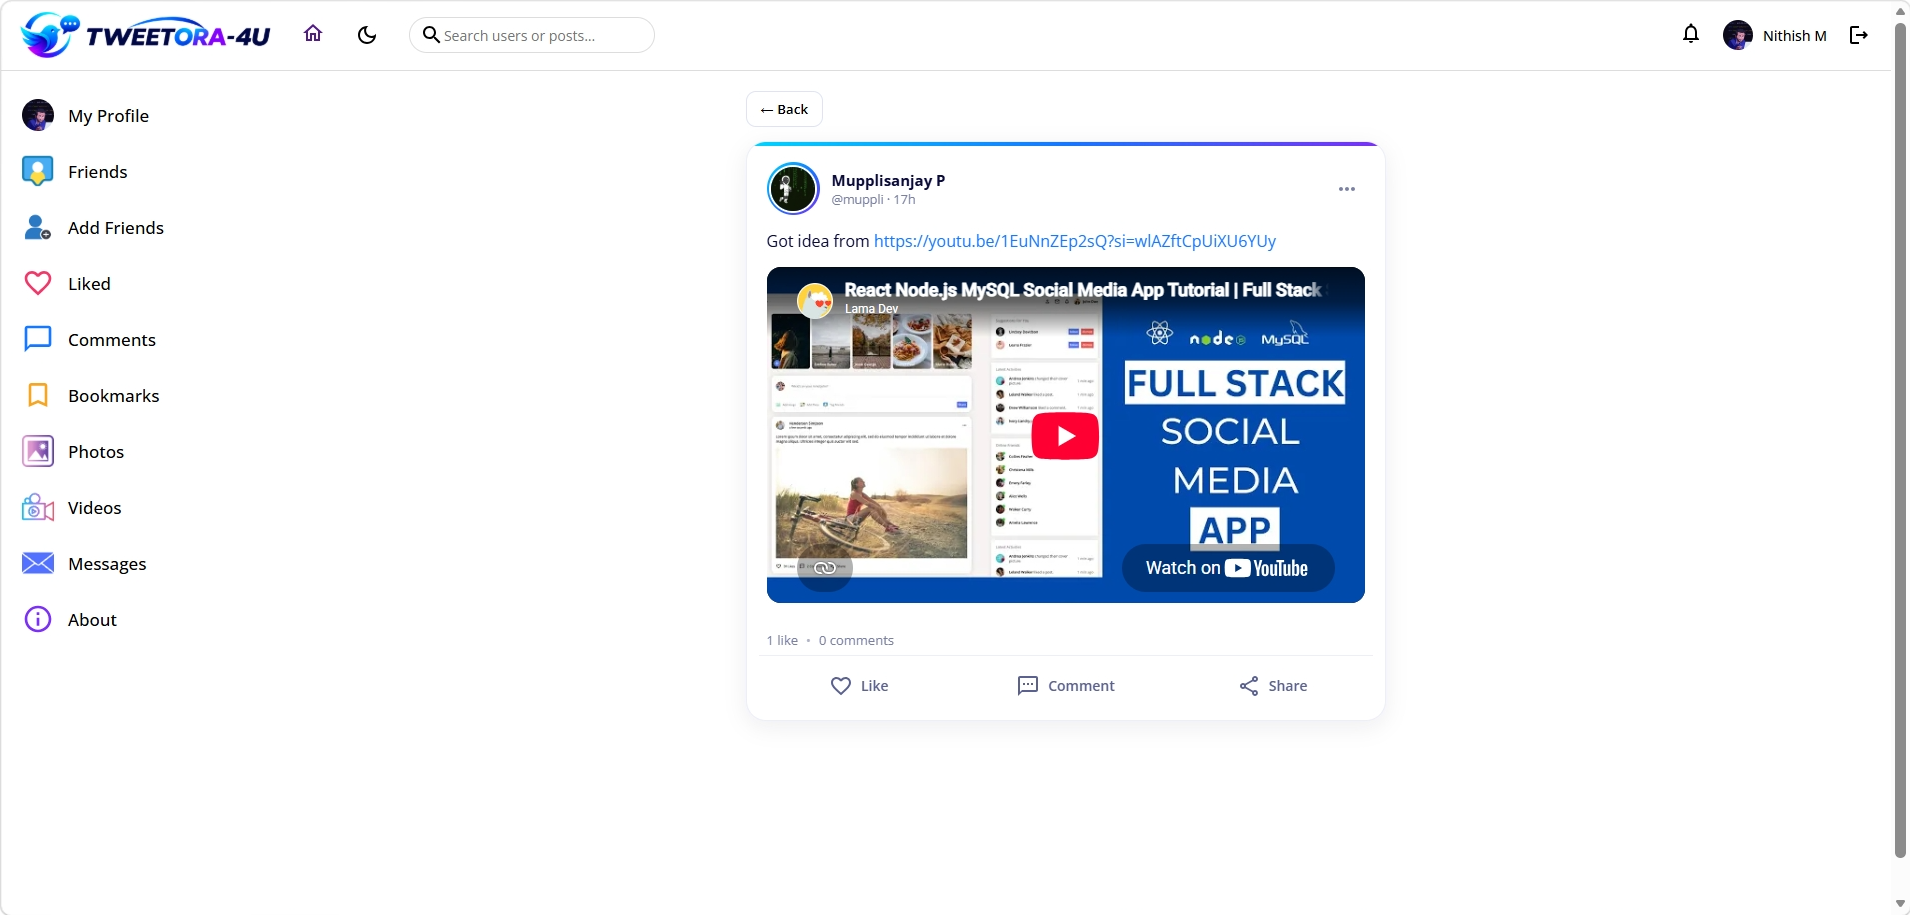 TWEETORA-4U
Search users or posts...
Nithish M
My Profile
Friends
Add Friends
Liked
Comments
Bookmarks
Photos
Videos
Messages
About
← Back
Mupplisanjay P
@muppli · 17h
Got idea from https://youtu.be/1EuNnZEp2sQ?si=wlAZftCpUiXU6YUy
React Node.js MySQL Social Media App Tutorial | Full Stack
Lama Dev
node
MySQL
FULL STACK
SOCIAL
MEDIA
APP
Watch on YouTube
1 like • 0 comments
Like
Comment
Share